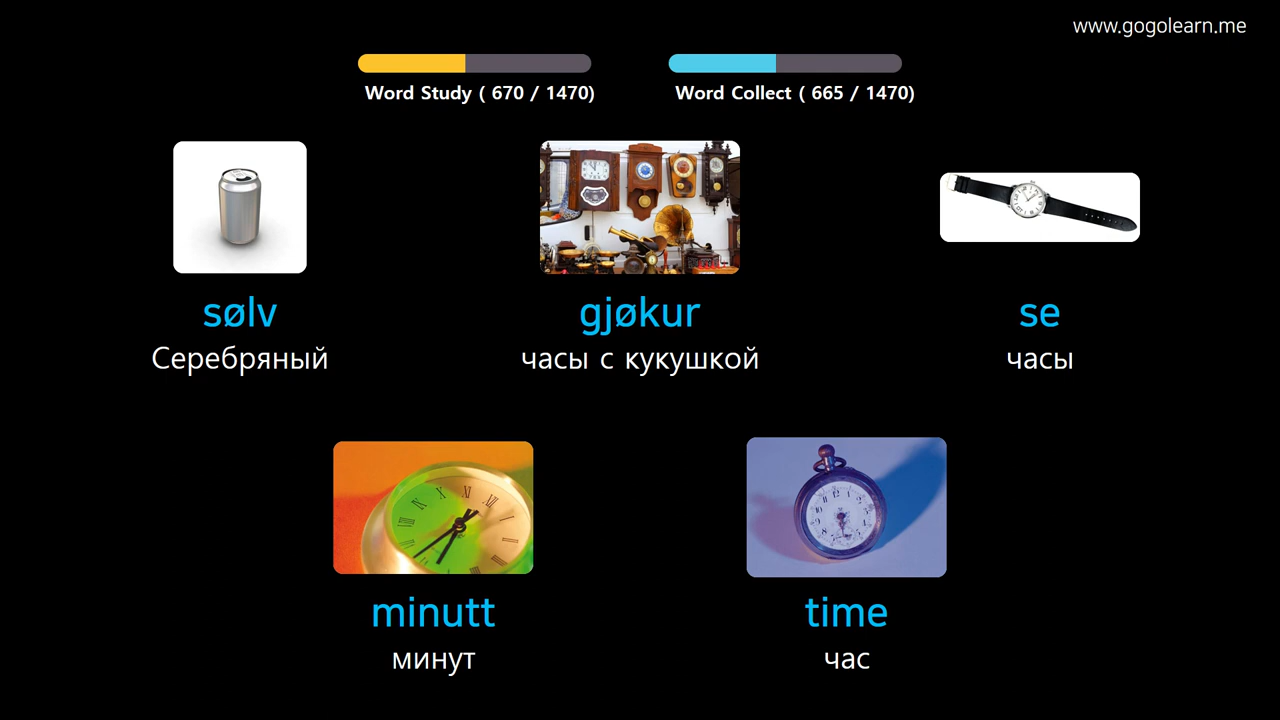 www.gogolearn.me
Word Study ( 670 / 1470)
Word Collect ( 665 / 1470)
sølv
Серебряный
gjøkur
часы с кукушкой
se
часы
minutt
минут
time
час